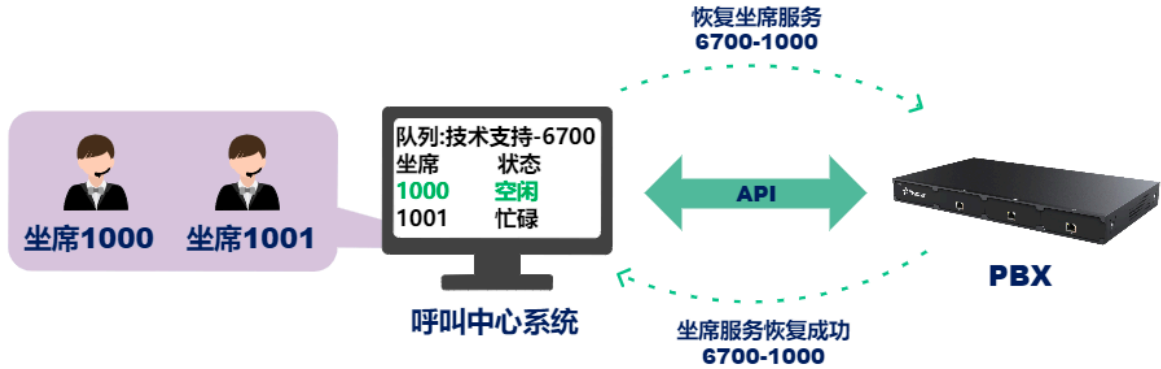 恢复坐席服务
6700-1000
队列:技术支持-6700
坐席 状态
1000 空闲
1001 忙碌
坐席1000 坐席1001
API
PBX
呼叫中心系统
坐席服务恢复成功
6700-1000